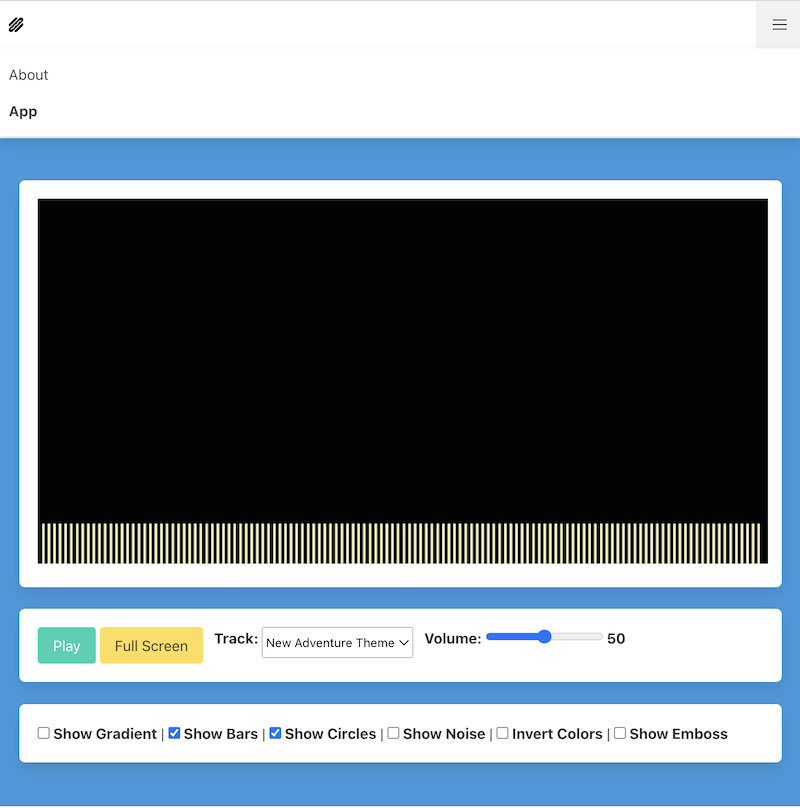 About
App
Play Full Screen Track: New Adventure Theme Volume: 50
Show Gradient | Show Bars | Show Circles | Show Noise | Invert Colors | Show Emboss